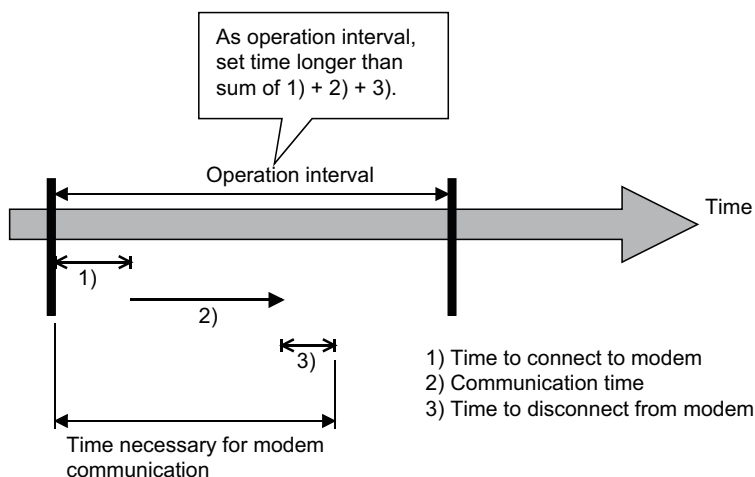 As operation interval,
set time longer than
sum of 1) + 2) + 3).
Operation interval
Time
1)
2)
3)
1) Time to connect to modem
2) Communication time
3) Time to disconnect from modem
Time necessary for modem
communication